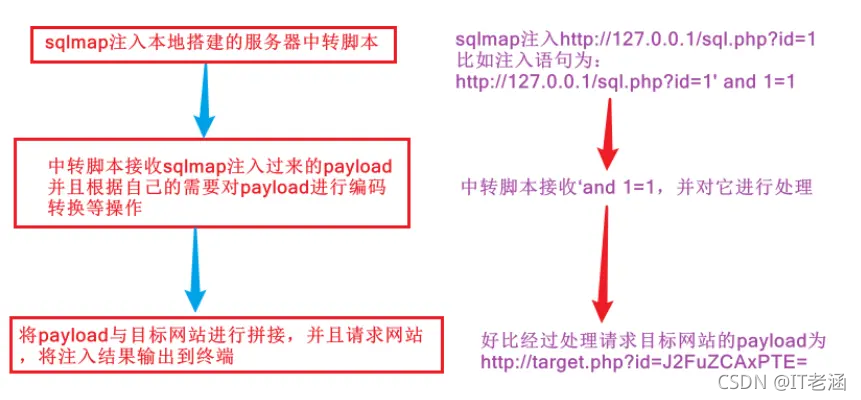 sqlmap注入本地搭建的服务器中转脚本
中转脚本接收sqlmap注入过来的payload
并且根据自己的需要对payload进行编码
转换等操作
将payload与目标网站进行拼接，并且请求网站
，将注入结果输出到终端
sqlmap注入http://127.0.0.1/sql.php?id=1
比如注入语句为：
http://127.0.0.1/sql.php?id=1' and 1=1
中转脚本接收‘and 1=1，并对它进行处理
好比经过处理请求目标网站的payload为
http://target.php?id=J2FuZCAxPTE=
CSDN @IT老涵